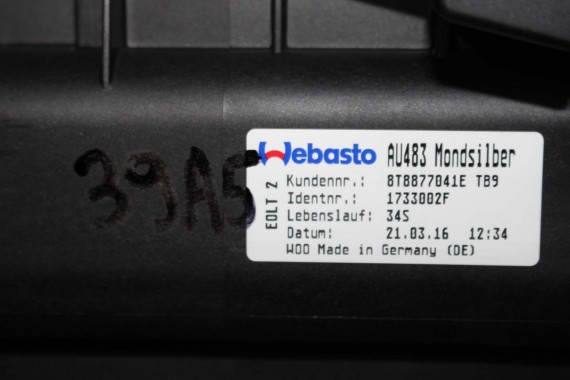 39A5
Webasto AU483 Mondsilber
EOLT 2
Kundennr.: 8T8877041E TB9
Identnr.: 1733002F
Lebenslauf: 34S
Datum: 21.03.16 12:34
WOO Made in Germany (DE)